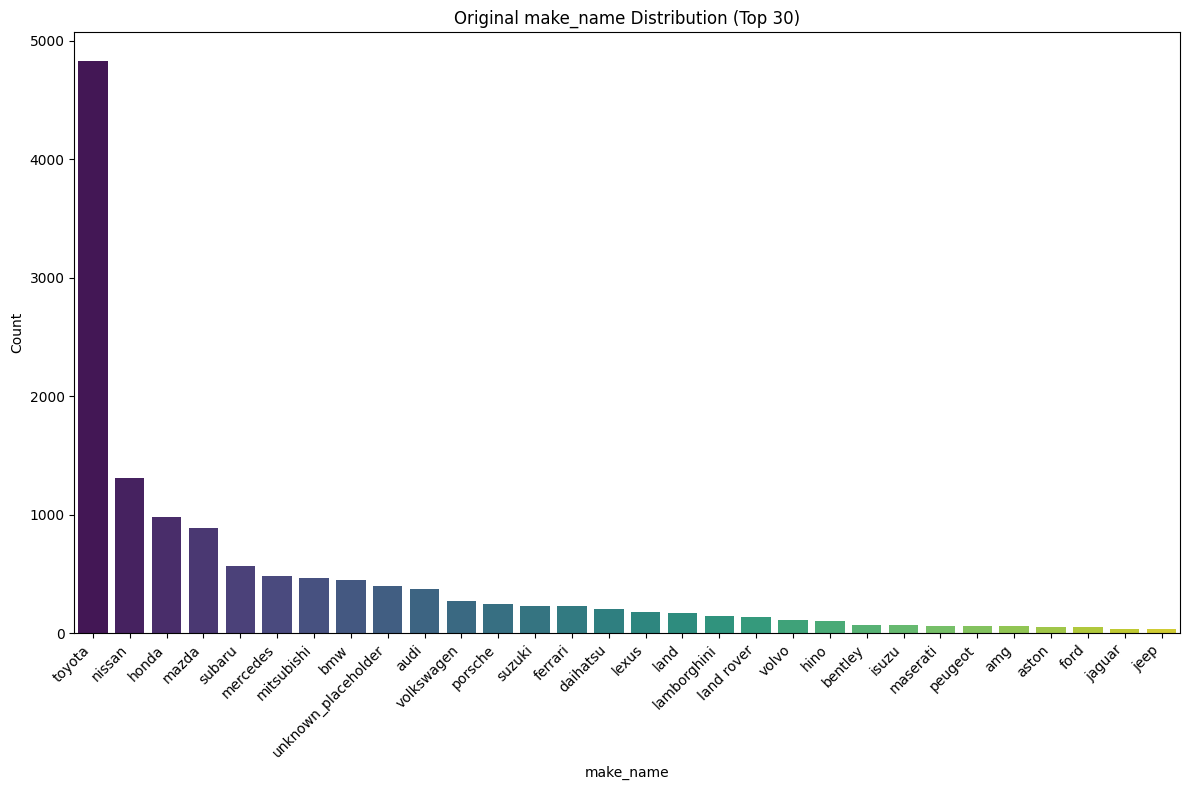 Original make_name Distribution (Top 30)
5000
4000
3000
2000
1000
0
Count
toyota
nissan
honda
mazda
subaru
mercedes
mitsubishi
bmw
unknown_placeholder
audi
volkswagen
porsche
suzuki
ferrari
daihatsu
lexus
land
lamborghini
land rover
volvo
hino
bentley
isuzu
maserati
peugeot
amg
aston
ford
jaguar
jeep
make_name